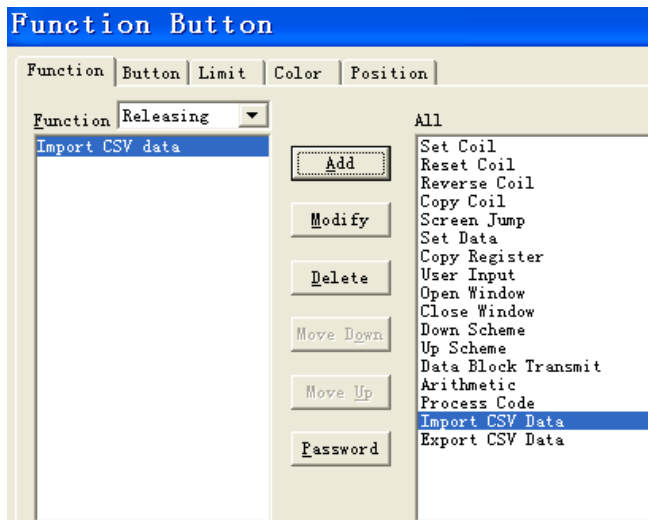 Function Button
Function Button Limit Color Position
Function Releasing
Import CSV data
Add
Modify
Delete
Move Down
Move Up
Password
All
Set Coil
Reset Coil
Reverse Coil
Copy Coil
Screen Jump
Set Data
Copy Register
User Input
Open Window
Close Window
Down Scheme
Up Scheme
Data Block Transmit
Arithmetic
Process Code
Import CSV Data
Export CSV Data